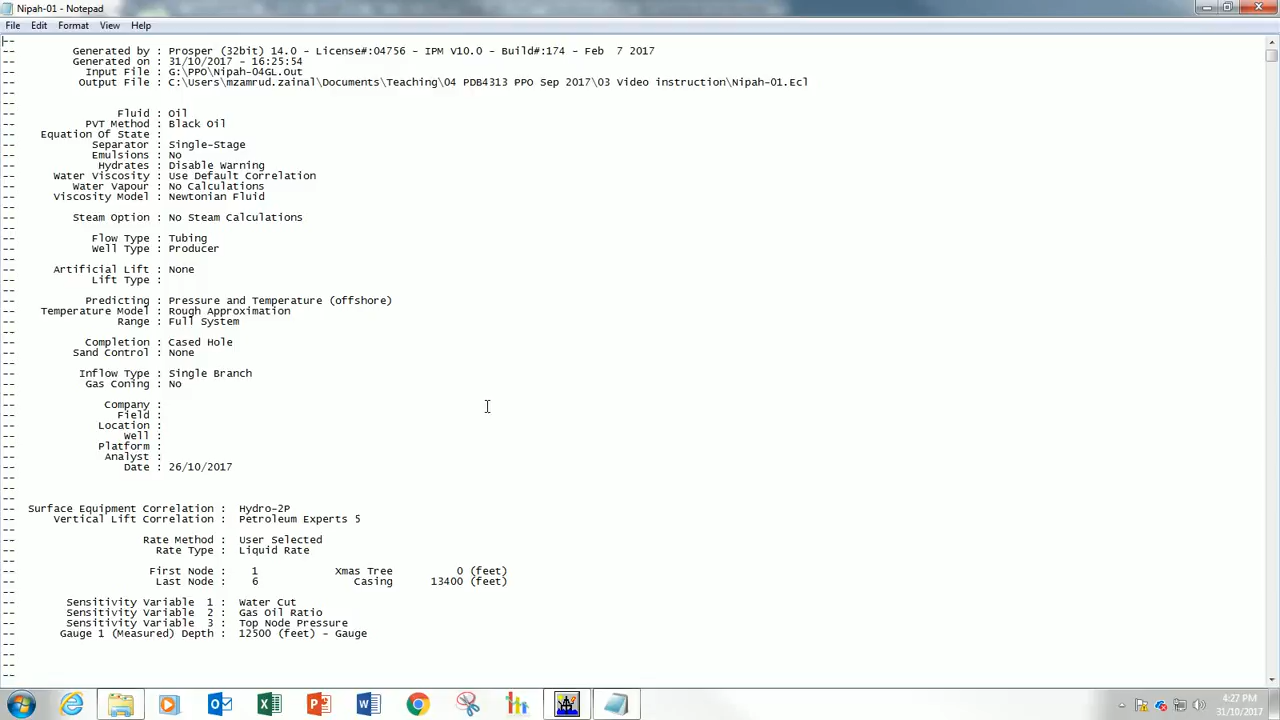 Nipah-01 - Notepad
File Edit Format View Help
--
-- Generated by : Prosper (32bit) 14.0 - License#:04756 - IPM V10.0 - Build#:174 - Feb 7 2017
-- Generated on : 31/10/2017 - 16:25:54
-- Input File : G:\PPO\Nipah-04GL.Out
-- Output File : C:\Users\mzamrud.zainal\Documents\Teaching\04 PDB4313 PPO Sep 2017\03 Video instruction\Nipah-01.Ecl
--
--
-- Fluid : Oil
-- PVT Method : Black Oil
-- Equation Of State :
-- Separator : Single-Stage
-- Emulsions : No
-- Hydrates : Disable Warning
-- Water Viscosity : Use Default Correlation
-- Water Vapour : No Calculations
-- Viscosity Model : Newtonian Fluid
--
-- Steam Option : No Steam Calculations
--
-- Flow Type : Tubing
-- Well Type : Producer
--
-- Artificial Lift : None
-- Lift Type :
--
-- Predicting : Pressure and Temperature (offshore)
-- Temperature Model : Rough Approximation
-- Range : Full System
--
-- Completion : Cased Hole
-- Sand Control : None
--
-- Inflow Type : Single Branch
-- Gas Coning : No
--
-- Company :
-- Field :
-- Location :
-- Well :
-- Platform :
-- Analyst :
-- Date : 26/10/2017
--
--
--
-- Surface Equipment Correlation : Hydro-2P
-- Vertical Lift Correlation : Petroleum Experts 5
--
-- Rate Method : User Selected
-- Rate Type : Liquid Rate
--
-- First Node : 1 Xmas Tree 0 (feet)
-- Last Node : 6 Casing 13400 (feet)
--
-- Sensitivity Variable 1 : Water Cut
-- Sensitivity Variable 2 : Gas Oil Ratio
-- Sensitivity Variable 3 : Top Node Pressure
-- Gauge 1 (Measured) Depth : 12500 (feet) - Gauge
--
--
--
--
4:27 PM
31/10/2017